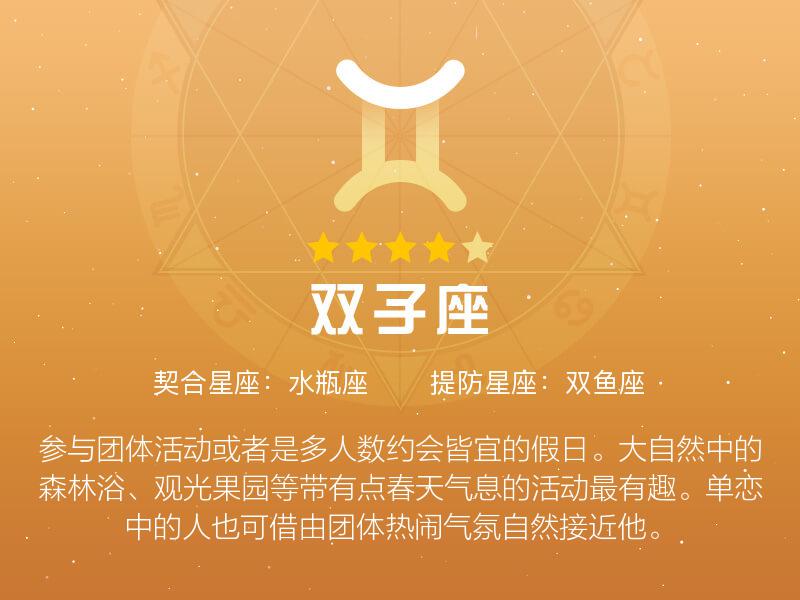 双子座
契合星座：水瓶座 提防星座：双鱼座
参与团体活动或者是多人数约会皆宜的假日。大自然中的
森林浴、观光果园等带有点春天气息的活动最有趣。单恋
中的人也可借由团体热闹气氛自然接近他。